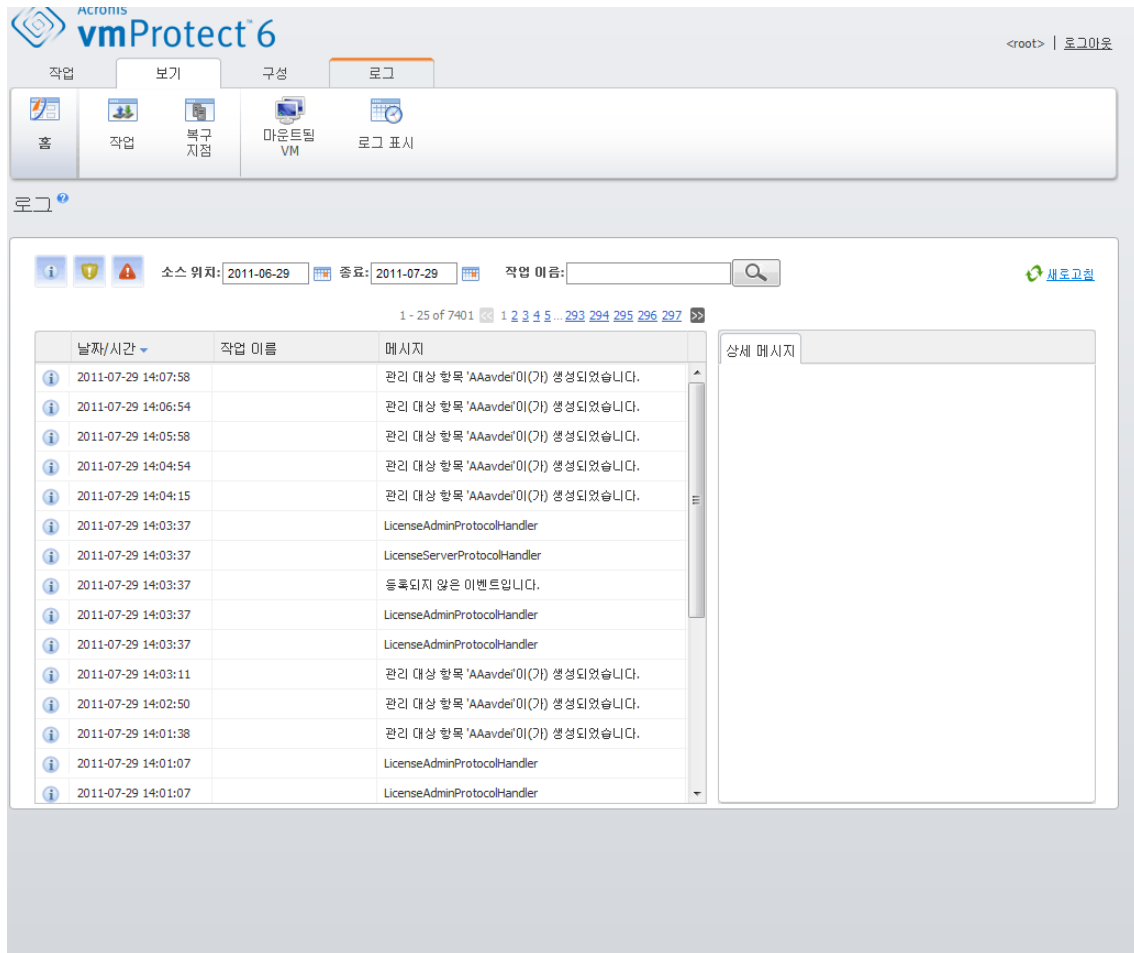 Acronis
vmProtect™ 6
<root> | 로그아웃
작업 보기 구성 로그
홈 작업 복구 지점 마운트됨 VM 로그 표시
로그
소스 위치: 2011-06-29 종료: 2011-07-29 작업 이름: 새로고침
1 - 25 of 7401 1 2 3 4 5 ... 293 294 295 296 297
날짜/시간 작업 이름 메시지
상세 메시지
2011-07-29 14:07:58 관리 대상 항목 'AAavdei'이(가) 생성되었습니다.
2011-07-29 14:06:54 관리 대상 항목 'AAavdei'이(가) 생성되었습니다.
2011-07-29 14:05:58 관리 대상 항목 'AAavdei'이(가) 생성되었습니다.
2011-07-29 14:04:54 관리 대상 항목 'AAavdei'이(가) 생성되었습니다.
2011-07-29 14:04:15 관리 대상 항목 'AAavdei'이(가) 생성되었습니다.
2011-07-29 14:03:37 LicenseAdminProtocolHandler
2011-07-29 14:03:37 LicenseServerProtocolHandler
2011-07-29 14:03:37 등록되지 않은 이벤트입니다.
2011-07-29 14:03:37 LicenseAdminProtocolHandler
2011-07-29 14:03:37 LicenseAdminProtocolHandler
2011-07-29 14:03:11 관리 대상 항목 'AAavdei'이(가) 생성되었습니다.
2011-07-29 14:02:50 관리 대상 항목 'AAavdei'이(가) 생성되었습니다.
2011-07-29 14:01:38 관리 대상 항목 'AAavdei'이(가) 생성되었습니다.
2011-07-29 14:01:07 LicenseAdminProtocolHandler
2011-07-29 14:01:07 LicenseAdminProtocolHandler